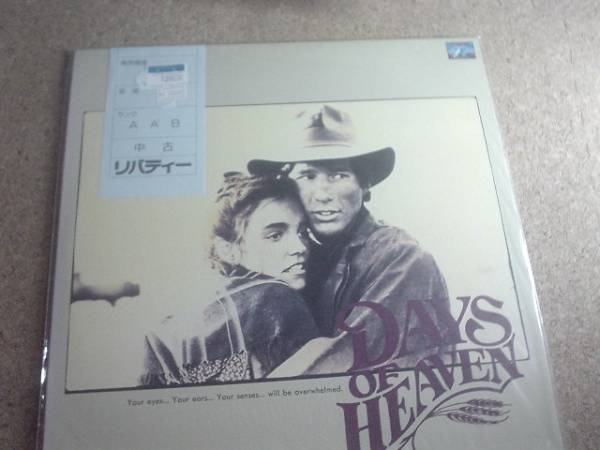 ランク
A A B
中古
リバティー
DAYS
OF
HEAVEN
Your eyes... Your ears... Your senses... will be overwhelmed.